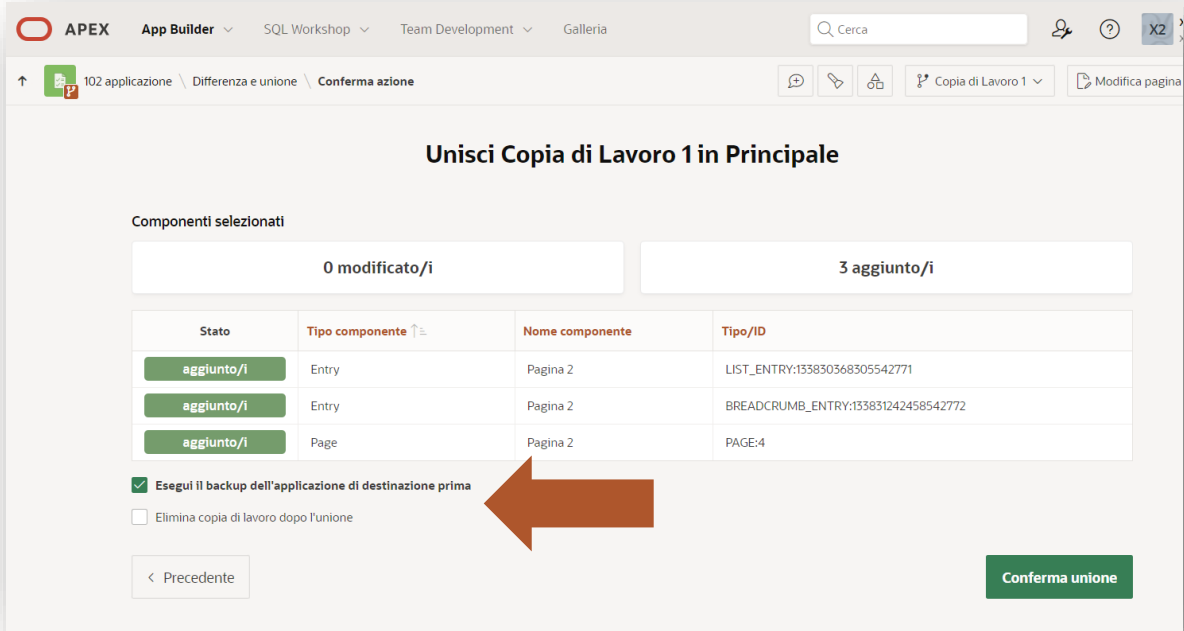 APEX App Builder SQL Workshop Team Development Galleria Cerca X2
102 applicazione \ Differenza e unione \ Conferma azione Copia di Lavoro 1 Modifica pagina
Unisci Copia di Lavoro 1 in Principale
Componenti selezionati
0 modificato/i 3 aggiunto/i
Stato Tipo componente Nome componente Tipo/ID
aggiunto/i Entry Pagina 2 LIST_ENTRY:133830368305542771
aggiunto/i Entry Pagina 2 BREADCRUMB_ENTRY:133831242458542772
aggiunto/i Page Pagina 2 PAGE:4
Esegui il backup dell'applicazione di destinazione prima
Elimina copia di lavoro dopo l'unione
Precedente Conferma unione